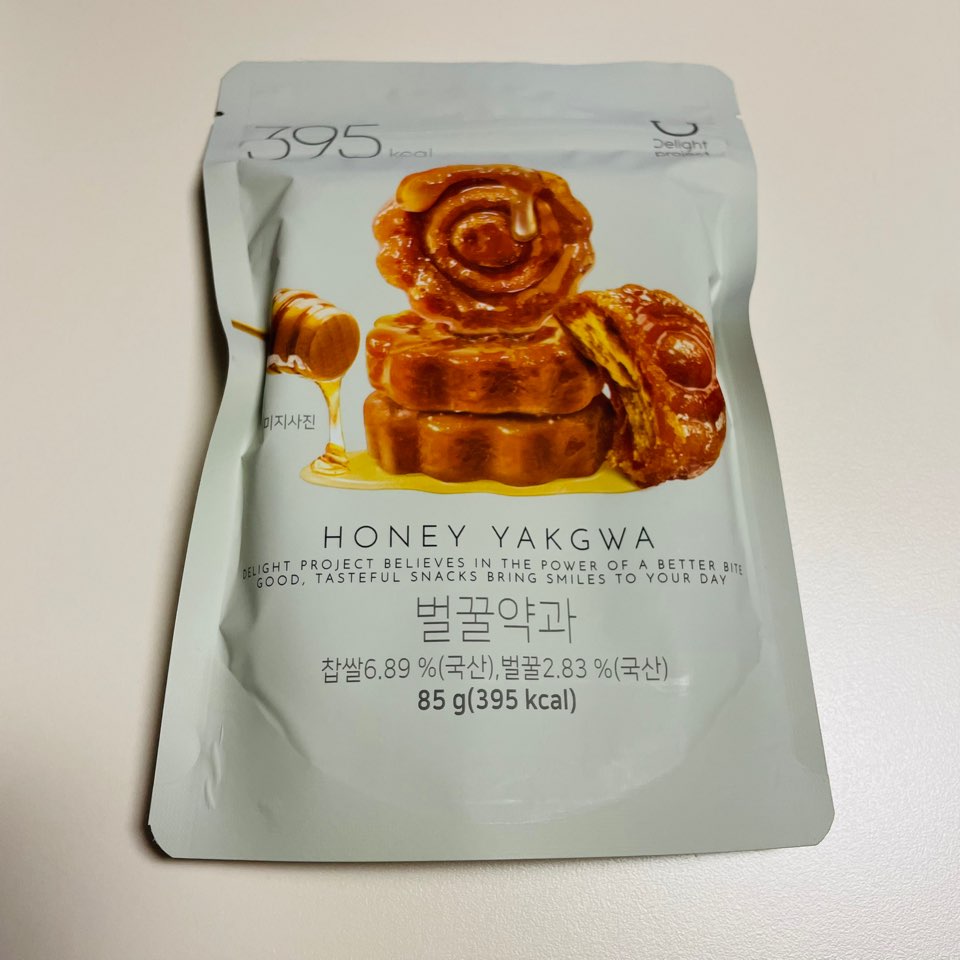 395 kcal
Delight
project
미지사진
HONEY YAKGWA
DELIGHT PROJECT BELIEVES IN THE POWER OF A BETTER BITE
GOOD, TASTEFUL SNACKS BRING SMILES TO YOUR DAY
벌꿀약과
찹쌀6.89 %(국산),벌꿀2.83 %(국산)
85 g(395 kcal)